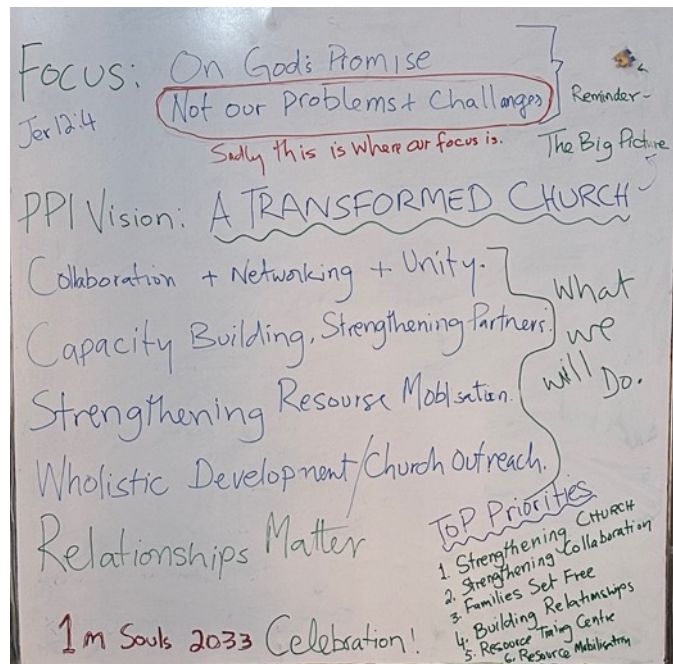 FOCUS: On God's Promise
Jer 12:4
Not our problems + Challanges
Reminder -
Sadly this is where our focus is.
The Big Picture
PPI Vision: A TRANSFORMED CHURCH
Collaboration + Networking + Unity.
What
we
will Do.
Capacity Building, Strengthening Partners.
Strengthening Resourse Moblsation.
Wholistic Development/Church Outreach.
Relationships Matter
ToP Priorities
1. Strengthening CHURCH
2. Strengthening Collaboration
3. Families Set Free
4. Building Relationships
5. Resource Traing Centre
6. Resource Mobilisation
1m Souls 2033 Celebration!